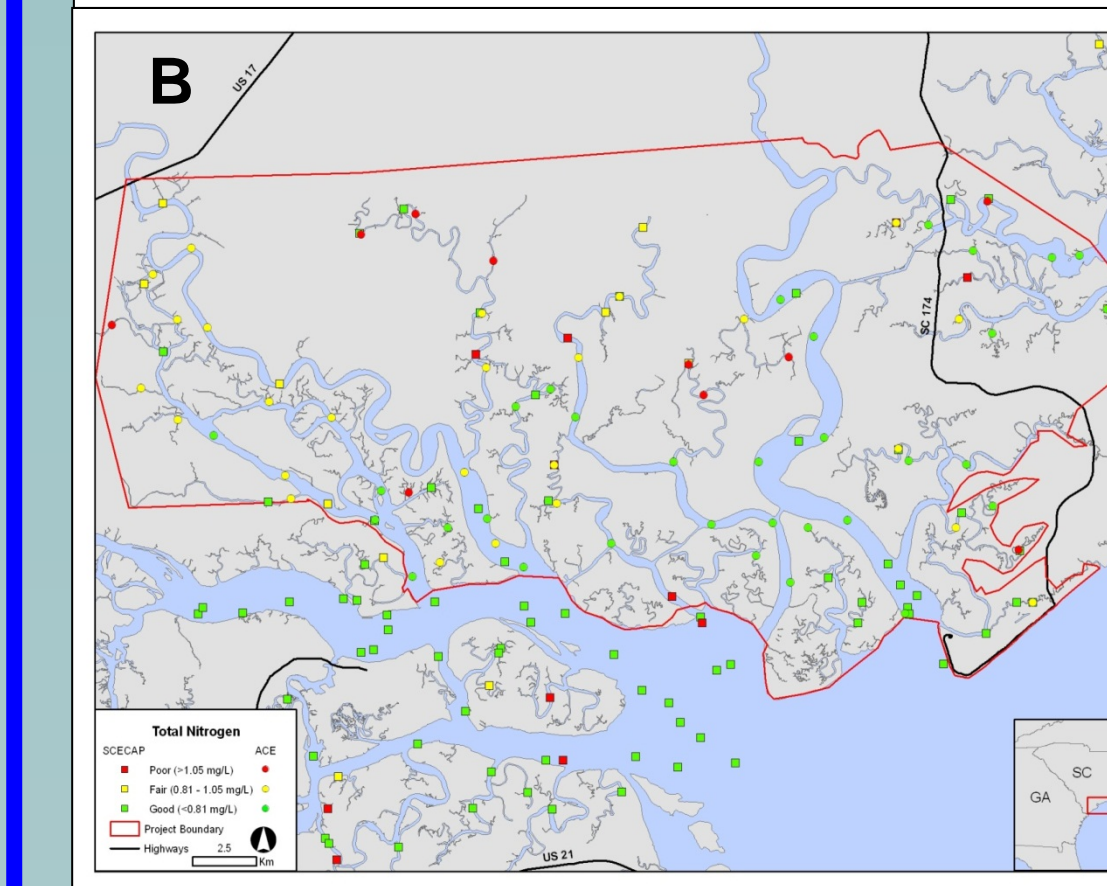 B
US 17
SC 174
Total Nitrogen
SCECAP ACE
Poor (>1.05 mg/L)
Fair (0.81 - 1.05 mg/L)
Good (<0.81 mg/L)
Project Boundary
Highways 2.5
Km
US 21
SC
GA